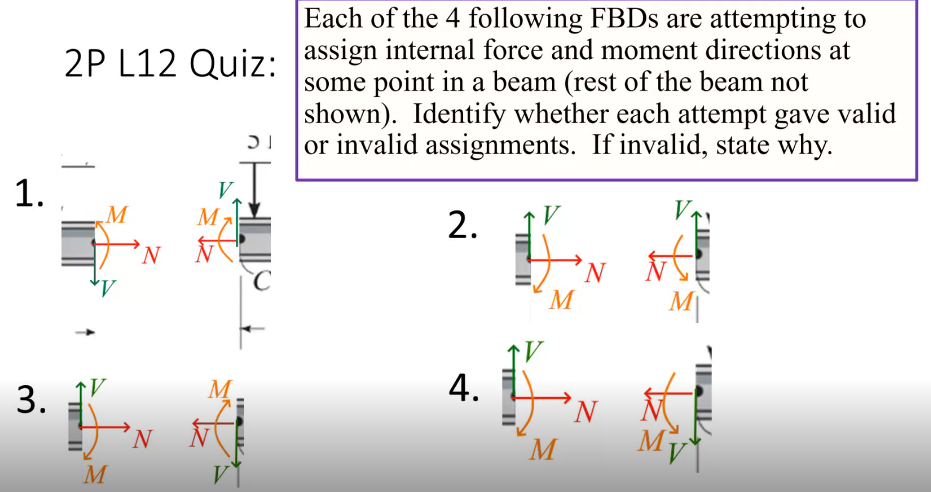 2P L12 Quiz:
Each of the 4 following FBDs are attempting to
assign internal force and moment directions at
some point in a beam (rest of the beam not
shown). Identify whether each attempt gave valid
or invalid assignments. If invalid, state why.
1.
M
N
V
V
M
N
C
2.
V
N
M
V
N
M
3.
V
N
M
M
N
V
4.
V
N
M
N
M
V